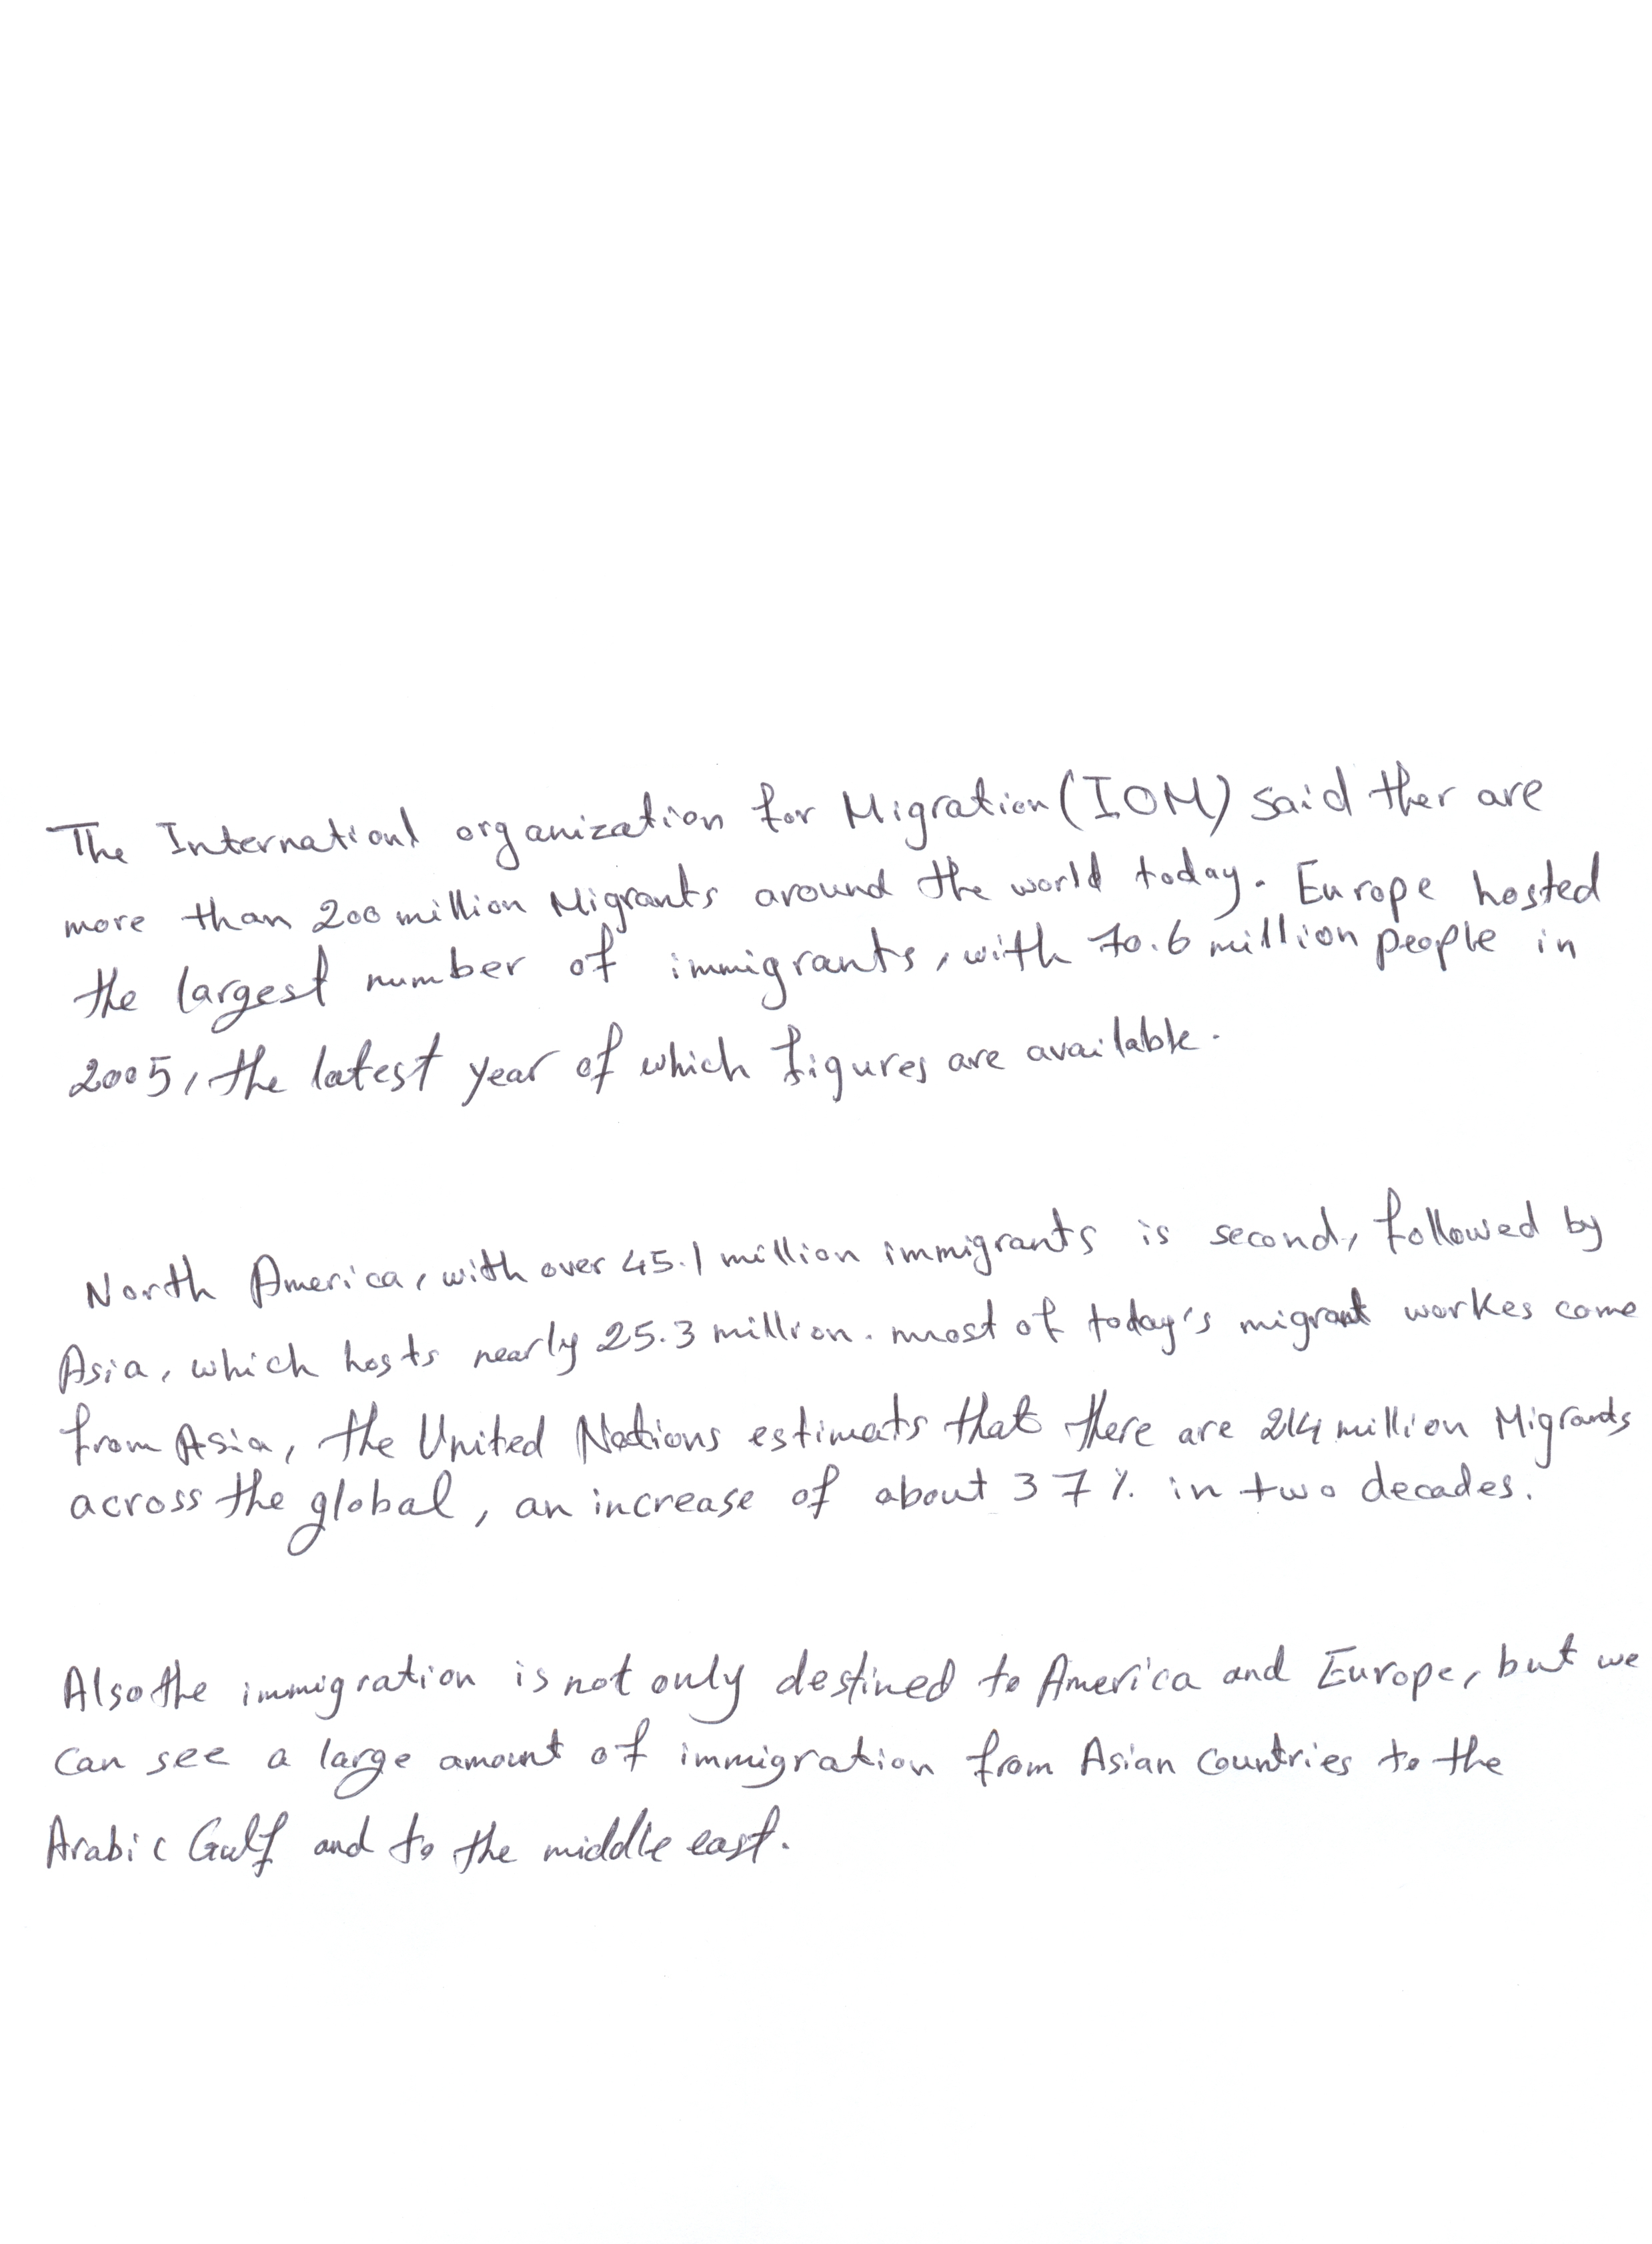 The Internationl organization for Migration (IOM) said ther are
more than 200 million Migrants around the world today. Europe hosted
the largest number of immigrants, with 70.6 million people in
2005, the latest year of which figures are available.
North America, with over 45.1 million immigrants is second, followed by
Asia, which hosts nearly 25.3 million. most of today's migrant workes come
from Asia, the United Nations estimats that there are 214 million Migrants
across the global, an increase of about 37% in two decades.
Also the immigration is not only destined to America and Europe, but we
can see a large amount of immigration from Asian countries to the
Arabic Gulf and to the middle east.